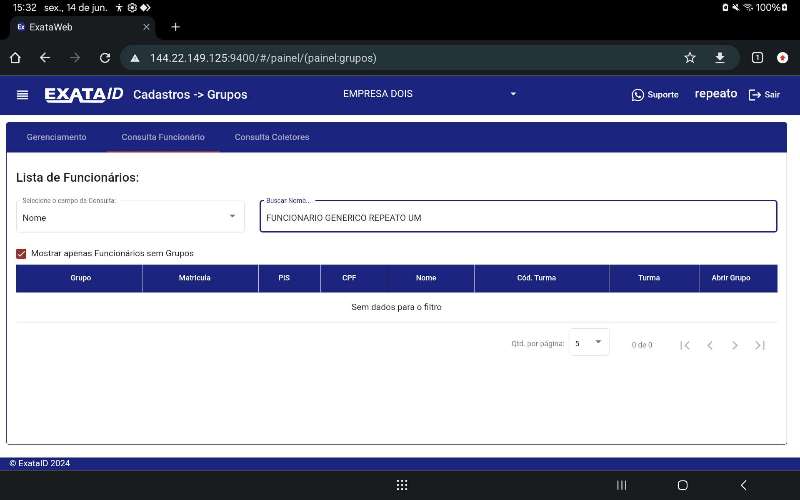 15:32 sex., 14 de jun.
100%
Ex ExataWeb
144.22.149.125:9400/#/painel/(painel:grupos)
1
EXATAID Cadastros -> Grupos EMPRESA DOIS Suporte repeato Sair
Gerenciamento Consulta Funcionário Consulta Coletores
Lista de Funcionários:
Selecione o campo da Consulta: Buscar Nome...
Nome FUNCIONARIO GENERICO REPEATO UM
Mostrar apenas Funcionários sem Grupos
Grupo Matrícula PIS CPF Nome Cód. Turma Turma Abrir Grupo
Sem dados para o filtro
Qtd. por página: 5 0 de 0
© ExataID 2024